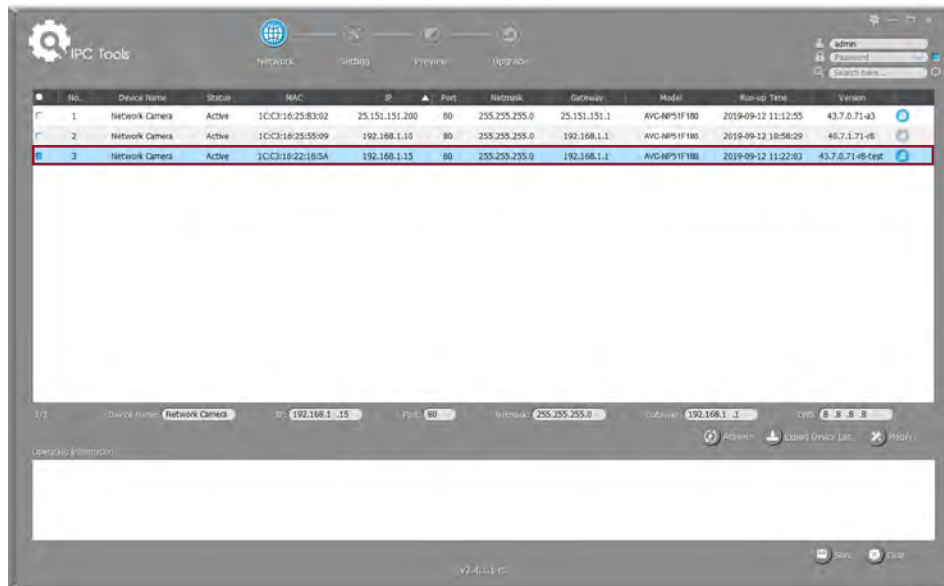 IPC Tools
Network Setting Preview Upgrade
admin
Password
Search here...
No. Device Name Status MAC IP Port Netmask Gateway Model Run-up Time Version
1 Network Camera Active 1C:C3:16:25:B3:02 25.151.151.200 80 255.255.255.0 25.151.151.1 AVC-NP51F180 2019-09-12 11:12:55 43.7.0.71-a3
2 Network Camera Active 1C:C3:16:25:55:09 192.168.1.10 80 255.255.255.0 192.168.1.1 AVC-NP51F180 2019-09-12 10:58:29 40.7.1.71-r8
3 Network Camera Active 1C:C3:16:22:16:5A 192.168.1.15 80 255.255.255.0 192.168.1.1 AVC-NP51F180 2019-09-12 11:22:03 43.7.0.71-r8-test
Device Name: Network Camera IP: 192.168.1 .15 Port: 80 Netmask: 255.255.255.0 Gateway: 192.168.1 .1 DNS: 8 .8 .8 .8
Activate Export Device List Modify
Operating Information
Save Clear